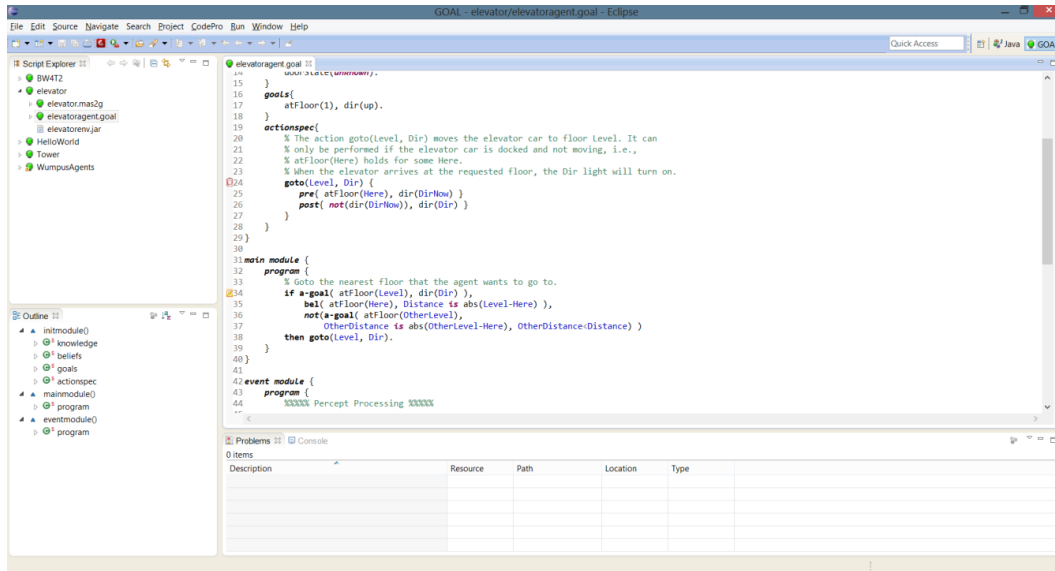 GOAL - elevator/elevatoragent.goal - Eclipse
File Edit Source Navigate Search Project CodePro Run Window Help
Quick Access
Java
GOA
Script Explorer
BW4T2
elevator
elevator.mas2g
elevatoragent.goal
elevatorenv.jar
HelloWorld
Tower
WumpusAgents
Outline
initmodule()
knowledge
beliefs
goals
actionspec
mainmodule()
program
eventmodule()
program
elevatoragent.goal
14 doorState(unknown).
15 }
16 goals{
17 atFloor(1), dir(up).
18 }
19 actionspec{
20 % The action goto(Level, Dir) moves the elevator car to floor Level. It can
21 % only be performed if the elevator car is docked and not moving, i.e.,
22 % atFloor(Here) holds for some Here.
23 % When the elevator arrives at the requested floor, the Dir light will turn on.
24 goto(Level, Dir) {
25 pre{ atFloor(Here), dir(DirNow) }
26 post{ not(dir(DirNow)), dir(Dir) }
27 }
28 }
29 }
30
31 main module {
32 program {
33 % Goto the nearest floor that the agent wants to go to.
34 if a-goal( atFloor(Level), dir(Dir) ),
35 bel( atFloor(Here), Distance is abs(Level-Here) ),
36 not(a-goal( atFloor(OtherLevel),
37 OtherDistance is abs(OtherLevel-Here), OtherDistance<Distance) )
38 then goto(Level, Dir).
39 }
40 }
41
42 event module {
43 program {
44 %%%%% Percept Processing %%%%%
Problems Console
0 items
Description Resource Path Location Type